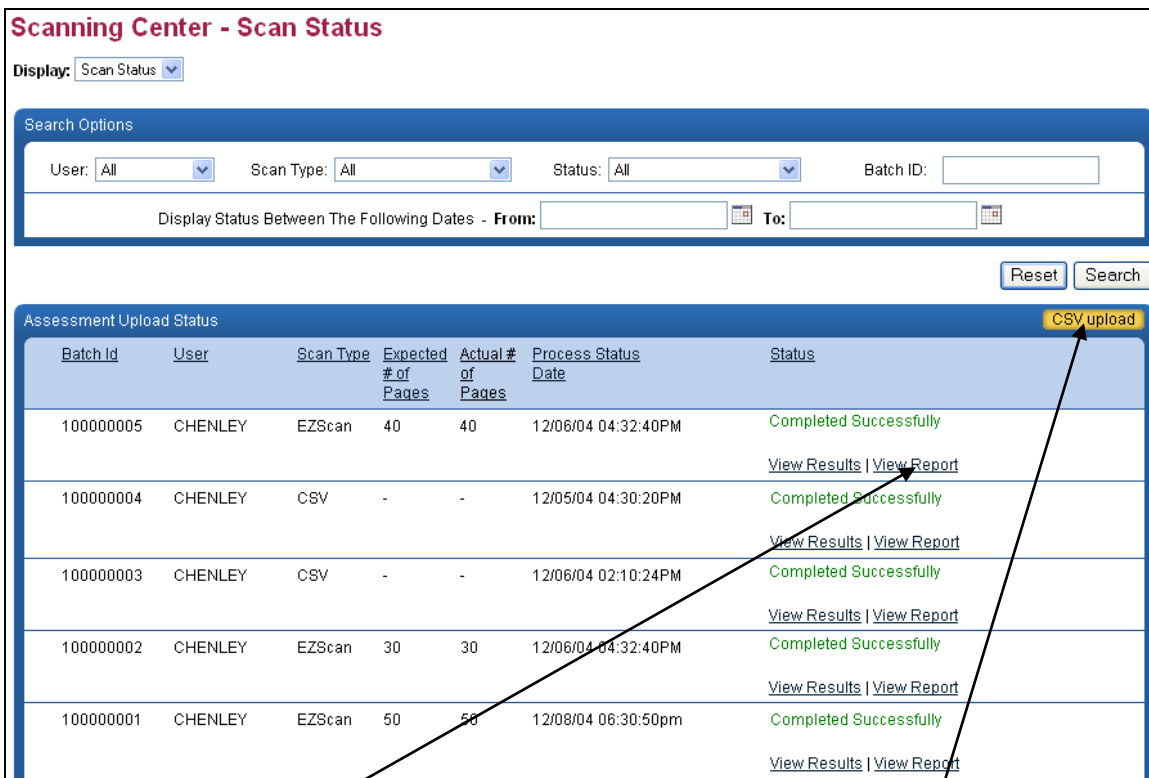 Scanning Center - Scan Status
Display: Scan Status
Search Options
User: All Scan Type: All Status: All Batch ID:
Display Status Between The Following Dates - From: To:
Reset Search
Assessment Upload Status CSV upload
Batch Id User Scan Type Expected # of Pages Actual # of Pages Process Status Date Status
100000005 CHENLEY EZScan 40 40 12/06/04 04:32:40PM Completed Successfully
View Results | View Report
100000004 CHENLEY CSV - - 12/05/04 04:30:20PM Completed Successfully
View Results | View Report
100000003 CHENLEY CSV - - 12/06/04 02:10:24PM Completed Successfully
View Results | View Report
100000002 CHENLEY EZScan 30 30 12/06/04 04:32:40PM Completed Successfully
View Results | View Report
100000001 CHENLEY EZScan 50 50 12/08/04 06:30:50pm Completed Successfully
View Results | View Report